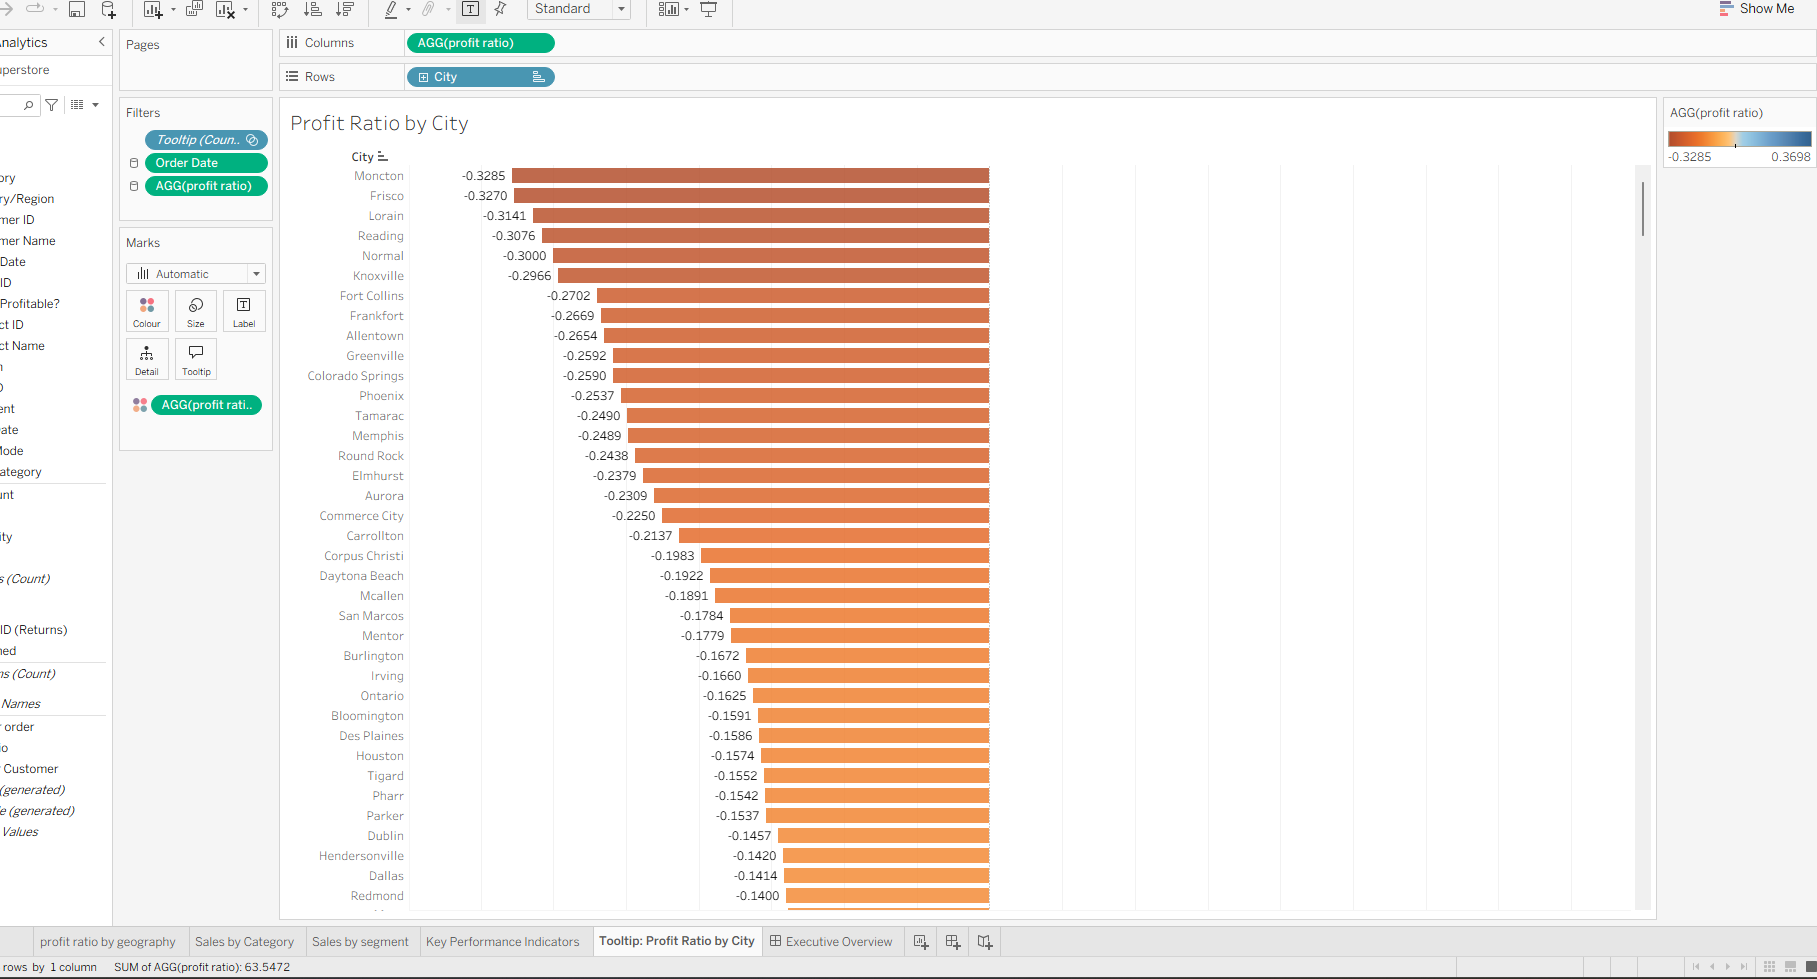 Standard
Show Me
nalytics
Pages
Columns
AGG(profit ratio)
uperstore
Rows
City
Filters
Tooltip (Coun..
Order Date
AGG(profit ratio)
Marks
Automatic
Colour
Size
Label
Detail
Tooltip
AGG(profit rati..
ory
ry/Region
mer ID
mer Name
Date
ID
Profitable?
ct ID
ct Name
n
D
ent
ate
Mode
ategory
unt
ity
s (Count)
ID (Returns)
ned
ns (Count)
Names
r order
io
r Customer
(generated)
e (generated)
Values
Profit Ratio by City
City
Moncton -0.3285
Frisco -0.3270
Lorain -0.3141
Reading -0.3076
Normal -0.3000
Knoxville -0.2966
Fort Collins -0.2702
Frankfort -0.2669
Allentown -0.2654
Greenville -0.2592
Colorado Springs -0.2590
Phoenix -0.2537
Tamarac -0.2490
Memphis -0.2489
Round Rock -0.2438
Elmhurst -0.2379
Aurora -0.2309
Commerce City -0.2250
Carrollton -0.2137
Corpus Christi -0.1983
Daytona Beach -0.1922
Mcallen -0.1891
San Marcos -0.1784
Mentor -0.1779
Burlington -0.1672
Irving -0.1660
Ontario -0.1625
Bloomington -0.1591
Des Plaines -0.1586
Houston -0.1574
Tigard -0.1552
Pharr -0.1542
Parker -0.1537
Dublin -0.1457
Hendersonville -0.1420
Dallas -0.1414
Redmond -0.1400
AGG(profit ratio)
-0.3285 0.3698
profit ratio by geography
Sales by Category
Sales by segment
Key Performance Indicators
Tooltip: Profit Ratio by City
Executive Overview
rows by 1 column
SUM of AGG(profit ratio): 63.5472